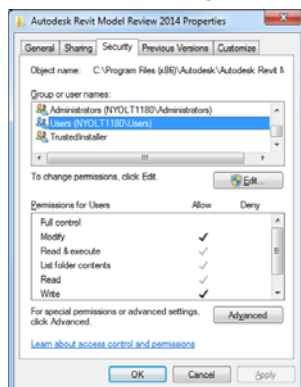 Autodesk Revit Model Review 2014 Properties
General Sharing Security Previous Versions Customize
Object name: C:\Program Files (x86)\Autodesk\Autodesk Revit M
Group or user names:
Administrators (NYOLT1180\Administrators)
Users (NYOLT1180\Users)
TrustedInstaller
To change permissions, click Edit.
Edit...
Permissions for Users Allow Deny
Full control
Modify
Read & execute
List folder contents
Read
Write
For special permissions or advanced settings,
click Advanced.
Advanced
Learn about access control and permissions
OK Cancel Apply